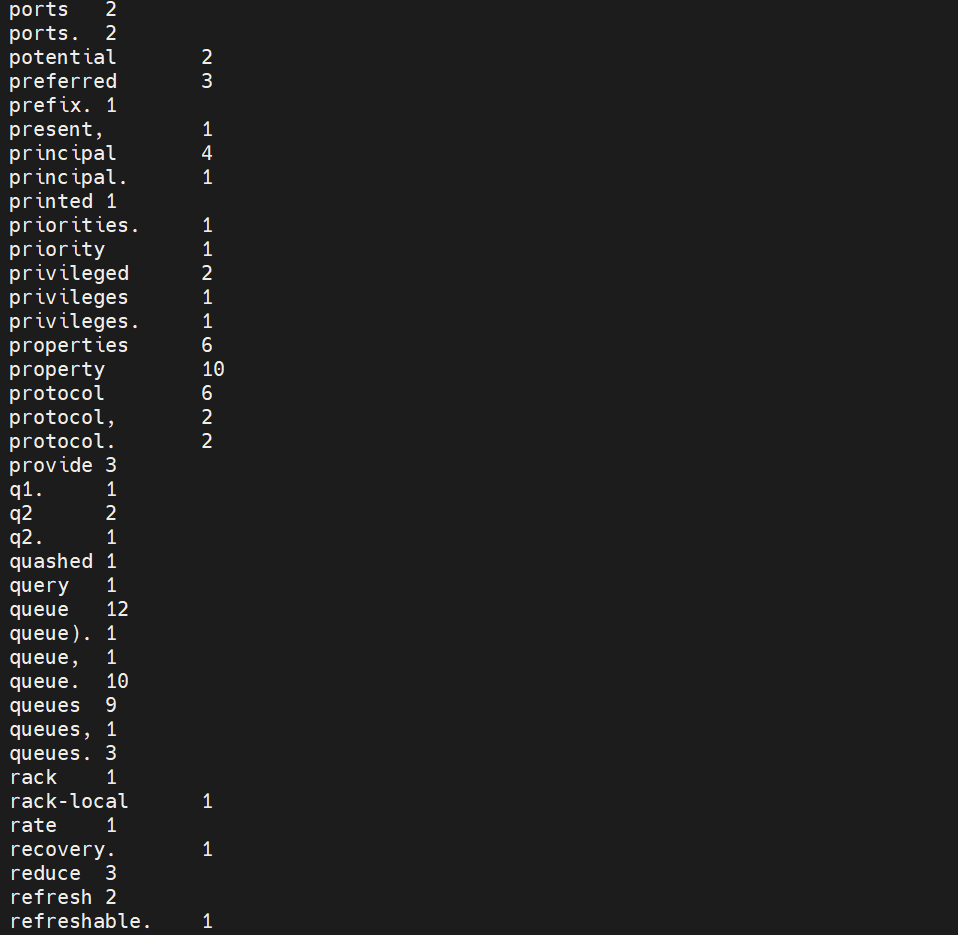 ports	2
ports.	2
potential	2
preferred	3
prefix.	1
present,	1
principal	4
principal.	1
printed	1
priorities.	1
priority	1
privileged	2
privileges	1
privileges.	1
properties	6
property	10
protocol	6
protocol,	2
protocol.	2
provide	3
q1.	1
q2	2
q2.	1
quashed	1
query	1
queue	12
queue).	1
queue,	1
queue.	10
queues	9
queues,	1
queues.	3
rack	1
rack-local	1
rate	1
recovery.	1
reduce	3
refresh	2
refreshable.	1